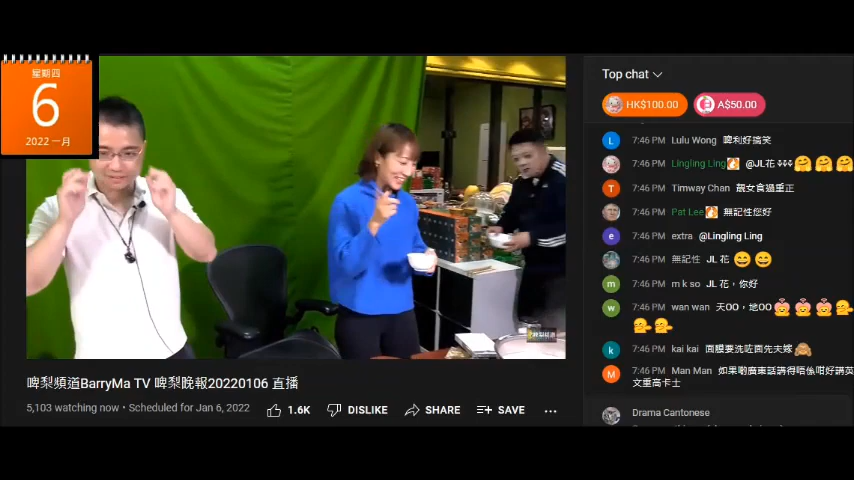 星期四
6
2022 一月
Top chat
HK$100.00
A$50.00
7:46 PM Lulu Wong 啤利好搞笑
7:46 PM Lingling Ling @JL花
7:46 PM Timway Chan 靚女食過重正
7:46 PM Pat Lee 無記性您好
7:46 PM extra @Lingling Ling
7:46 PM 無記性 JL 花
7:46 PM m k so JL 花，你好
7:46 PM wan wan 天OO，地OO
7:46 PM kai kai 面膜要洗咗面先夫嫁
7:46 PM Man Man 如果啲廣東話講得唔係咁好講英
文重高卡士
Drama Cantonese
啤梨頻道BarryMa TV 啤梨晚報20220106 直播
5,103 watching now • Scheduled for Jan 6, 2022
1.6K
DISLIKE
SHARE
SAVE